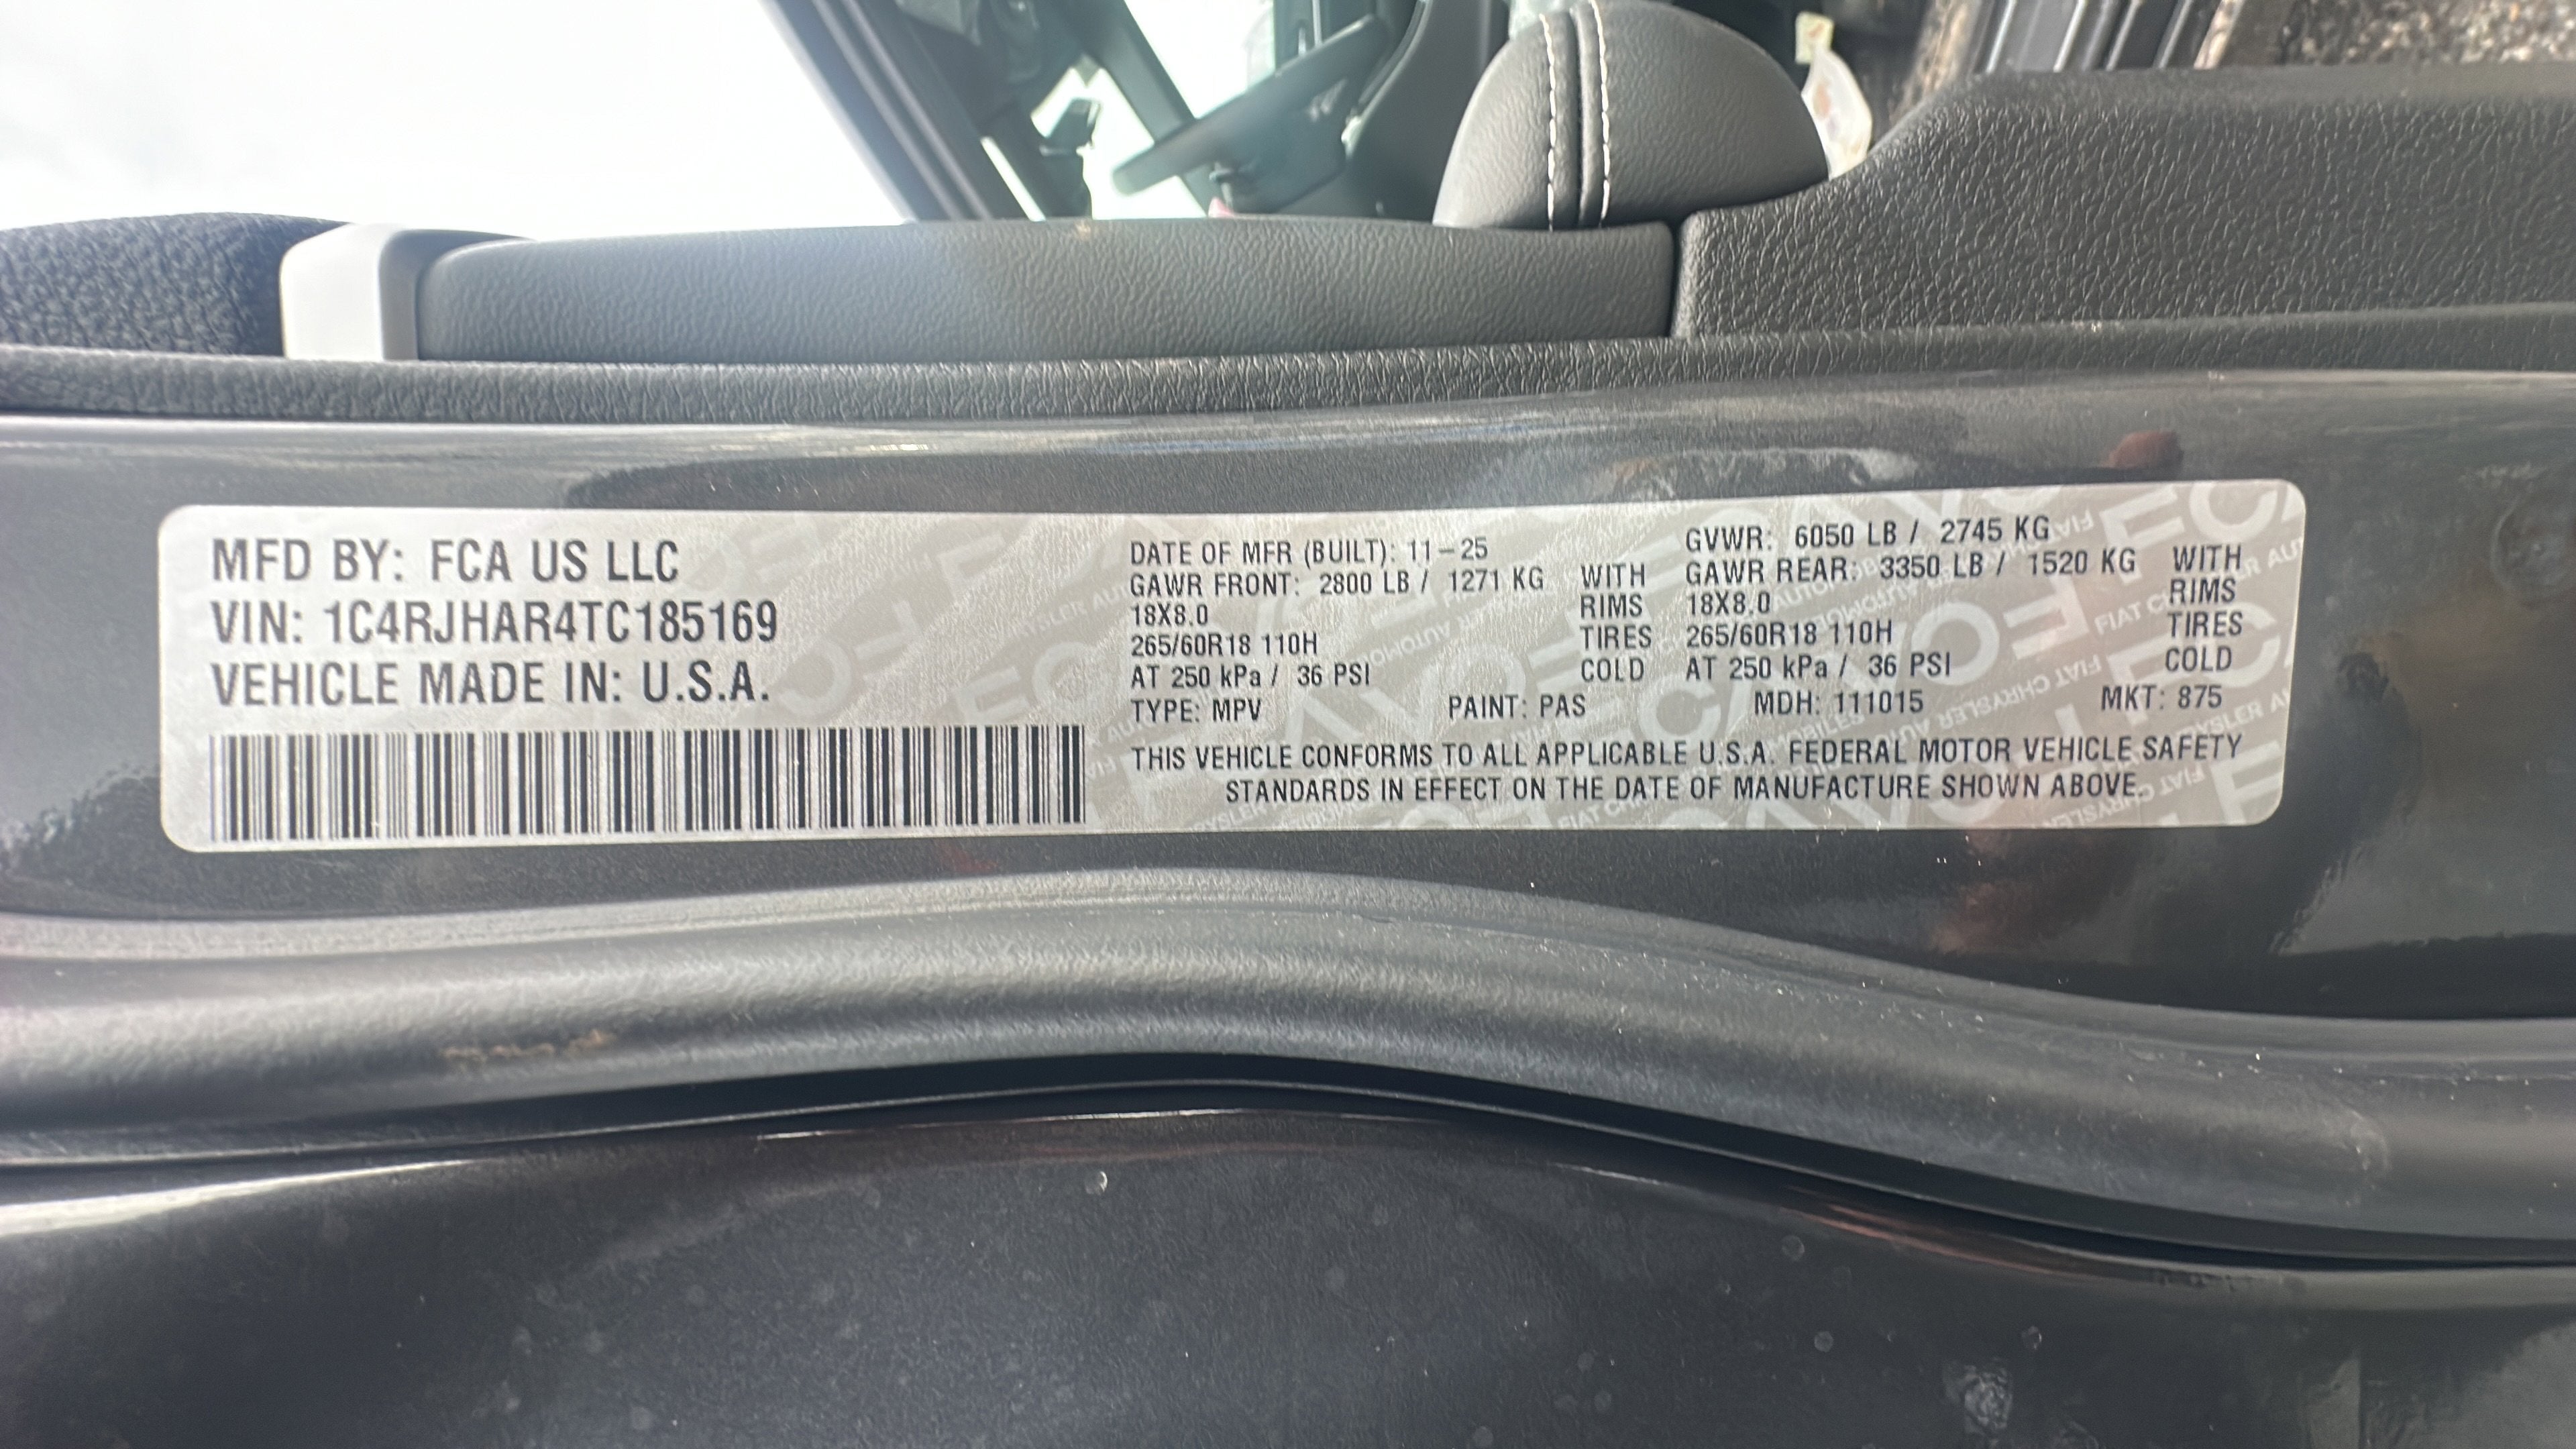 MFD BY: FCA US LLC
VIN: 1C4RJHAR4TC185169
VEHICLE MADE IN: U.S.A.
DATE OF MFR (BUILT): 11-25
GAWR FRONT: 2800 LB / 1271 KG WITH
18X8.0 RIMS
265/60R18 110H TIRES
AT 250 kPa / 36 PSI COLD
GVWR: 6050 LB / 2745 KG
GAWR REAR: 3350 LB / 1520 KG WITH
18X8.0 RIMS
265/60R18 110H TIRES
AT 250 kPa / 36 PSI COLD
TYPE: MPV PAINT: PAS MDH: 111015 MKT: 875
THIS VEHICLE CONFORMS TO ALL APPLICABLE U.S.A. FEDERAL MOTOR VEHICLE SAFETY
STANDARDS IN EFFECT ON THE DATE OF MANUFACTURE SHOWN ABOVE.